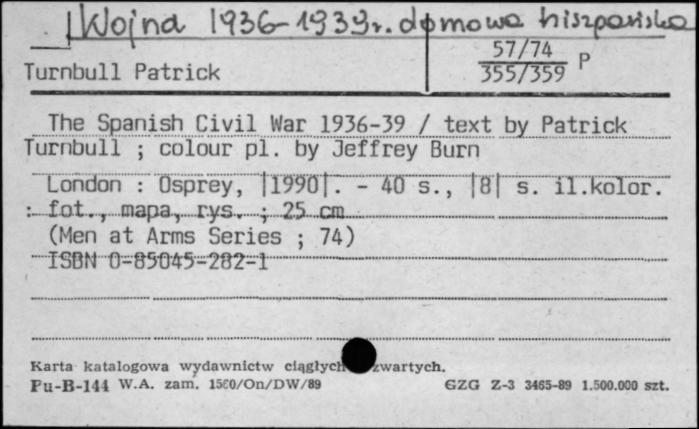 Wojna 1936-1939r. domowa hiszpańska
57/74
355/359 P
Turnbull Patrick
The Spanish Civil War 1936-39 / text by Patrick
Turnbull ; colour pl. by Jeffrey Burn
London : Osprey, |1990|. - 40 s., |8| s. il.kolor.
: fot., mapa, rys. ; 25 cm
(Men at Arms Series ; 74)
ISBN 0-85045-282-1
Karta katalogowa wydawnictw ciągłych zwartych.
Pu-B-144 W.A. zam. 1560/On/DW/89 GZG Z-3 3465-89 1.500.000 szt.